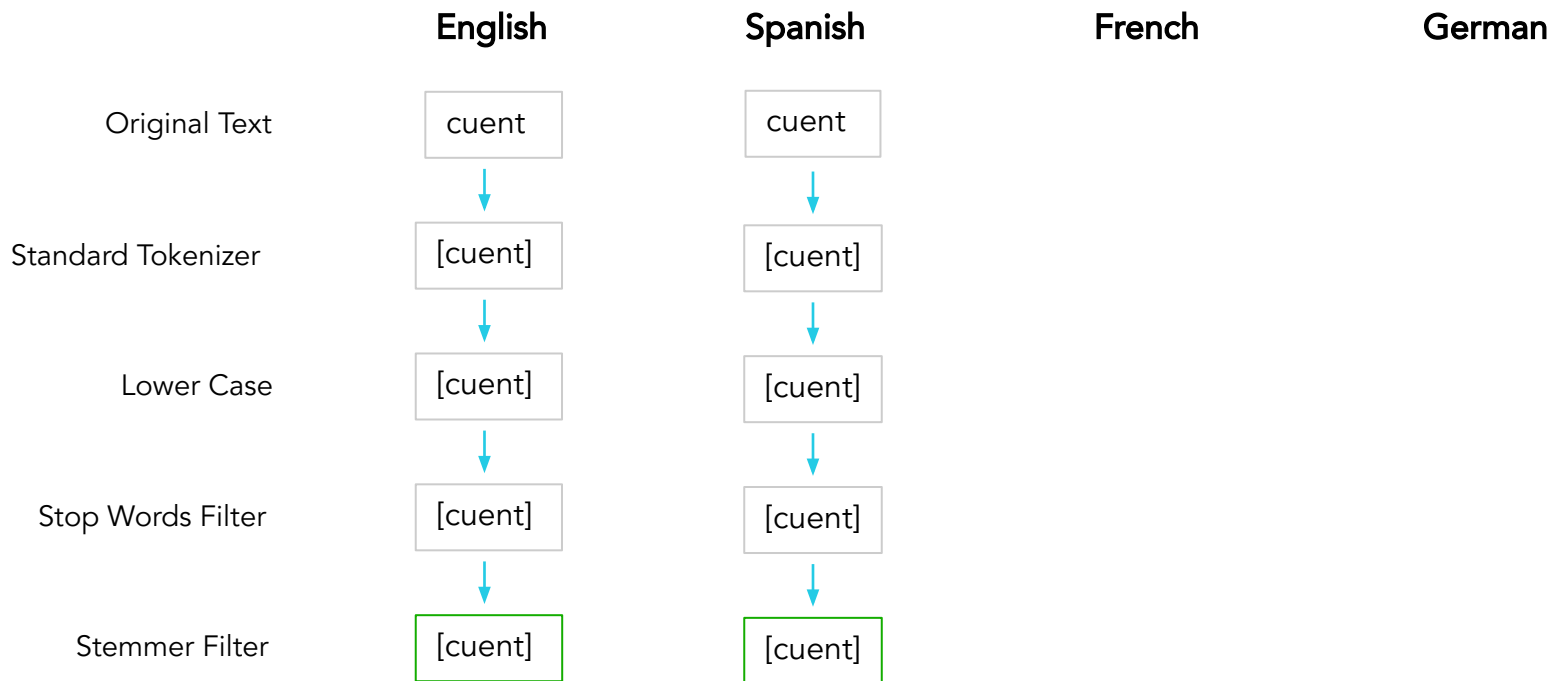 English Spanish French German
Original Text cuent cuent
Standard Tokenizer [cuent] [cuent]
Lower Case [cuent] [cuent]
Stop Words Filter [cuent] [cuent]
Stemmer Filter [cuent] [cuent]